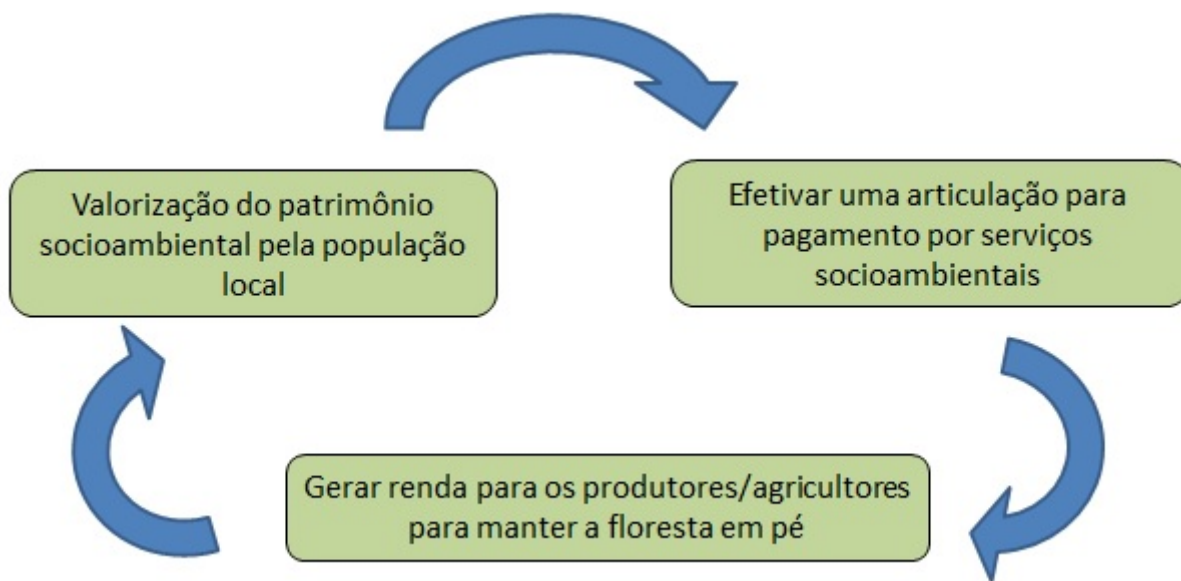 Valorização do patrimônio
socioambiental pela população
local
Efetivar uma articulação para
pagamento por serviços
socioambientais
Gerar renda para os produtores/agricultores
para manter a floresta em pé